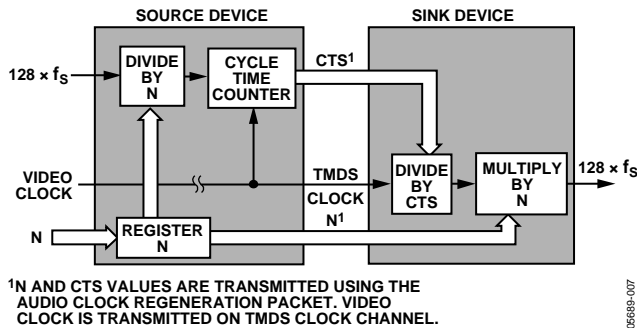 SOURCE DEVICE
SINK DEVICE
128 × fS
DIVIDE
BY
N
CYCLE
TIME
COUNTER
CTS¹
VIDEO
CLOCK
TMDS
CLOCK
N¹
DIVIDE
BY
CTS
MULTIPLY
BY
N
128 × fS
N
REGISTER
N
¹N AND CTS VALUES ARE TRANSMITTED USING THE
AUDIO CLOCK REGENERATION PACKET. VIDEO
CLOCK IS TRANSMITTED ON TMDS CLOCK CHANNEL.
05689-007